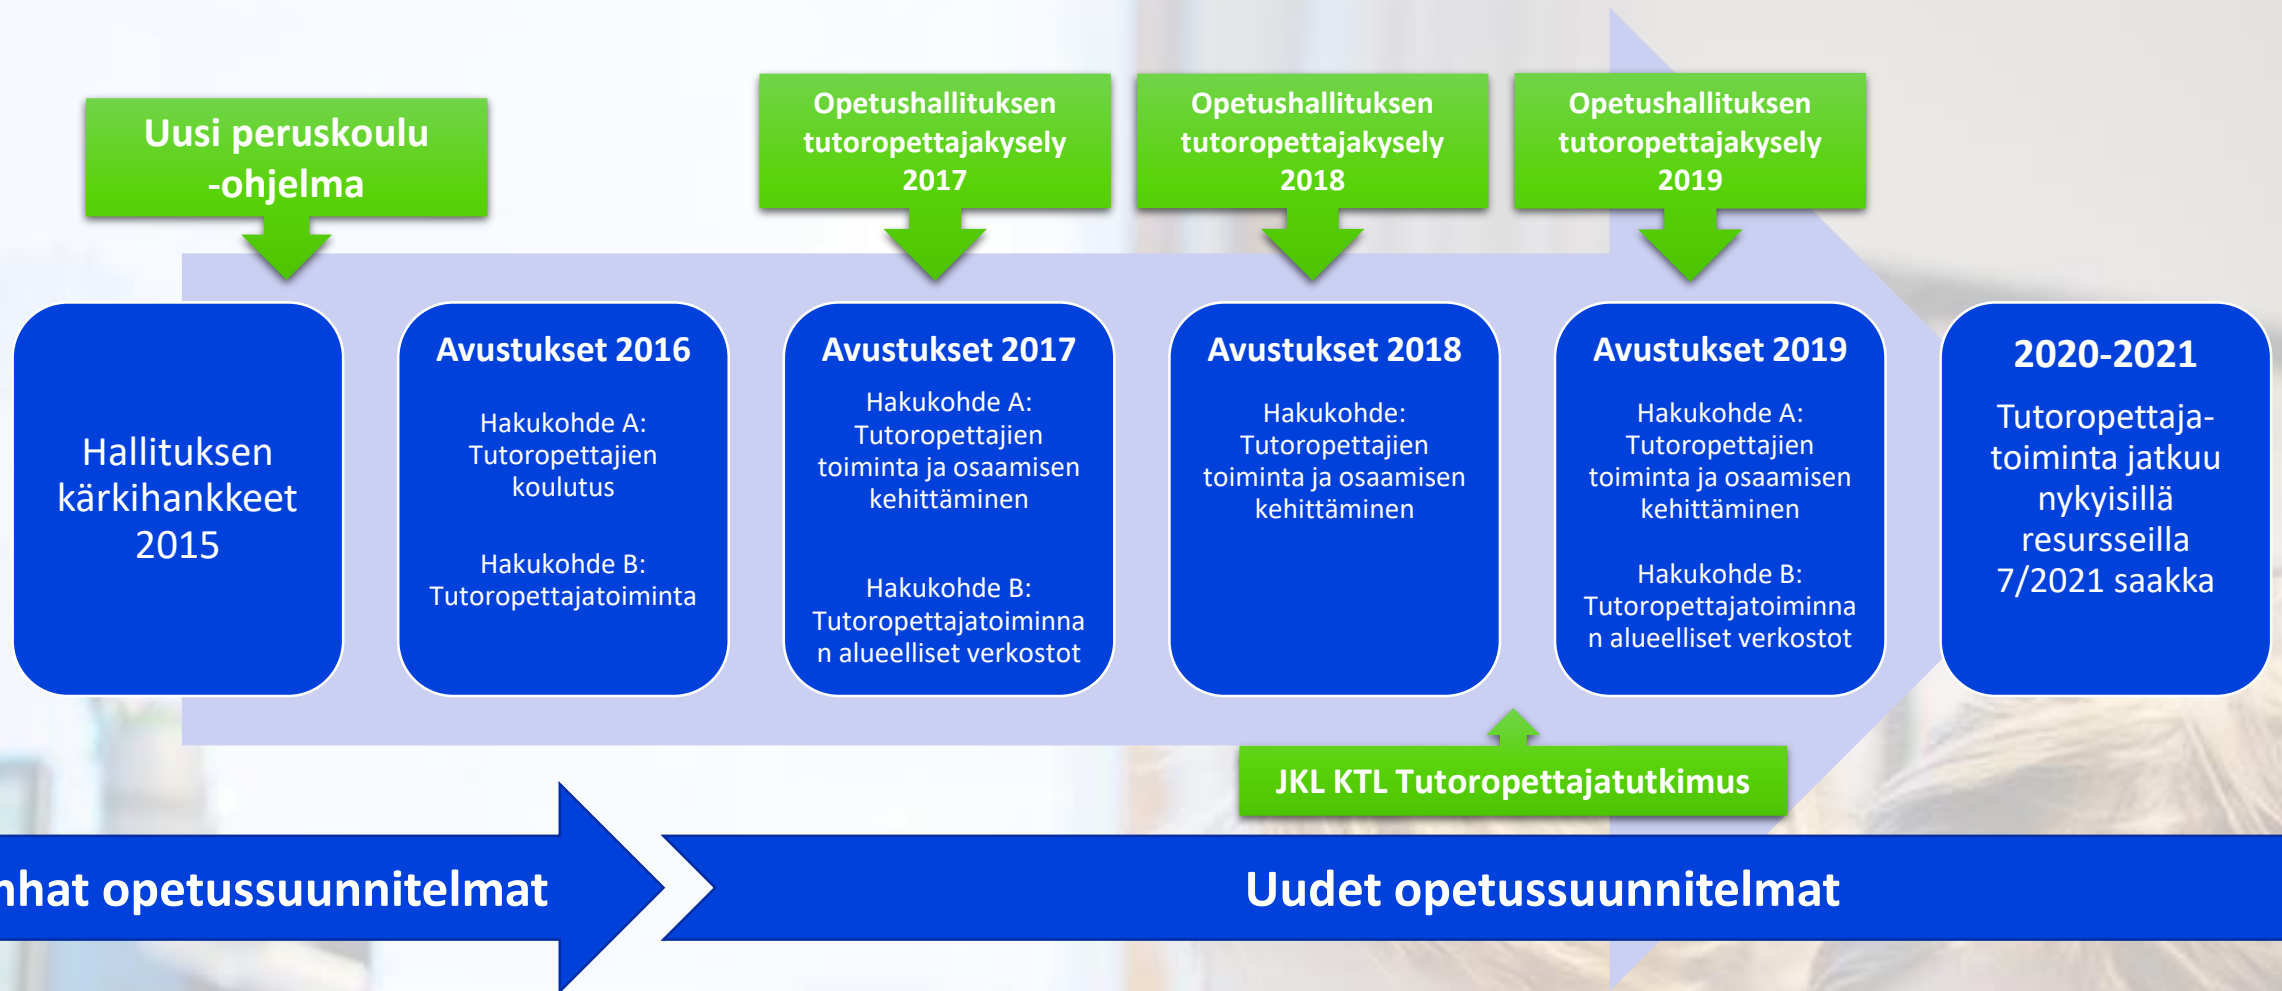 Uusi peruskoulu
-ohjelma
Opetushallituksen
tutoropettajakysely
2017
Opetushallituksen
tutoropettajakysely
2018
Opetushallituksen
tutoropettajakysely
2019
Hallituksen
kärkihankkeet
2015
Avustukset 2016
Hakukohde A:
Tutoropettajien
koulutus
Hakukohde B:
Tutoropettajatoiminta
Avustukset 2017
Hakukohde A:
Tutoropettajien
toiminta ja osaamisen
kehittäminen
Hakukohde B:
Tutoropettajatoiminna
n alueelliset verkostot
Avustukset 2018
Hakukohde:
Tutoropettajien
toiminta ja osaamisen
kehittäminen
Avustukset 2019
Hakukohde A:
Tutoropettajien
toiminta ja osaamisen
kehittäminen
Hakukohde B:
Tutoropettajatoiminna
n alueelliset verkostot
2020-2021
Tutoropettaja-
toiminta jatkuu
nykyisillä
resursseilla
7/2021 saakka
JKL KTL Tutoropettajatutkimus
opetussuunnitelmat
Uudet opetussuunnitelmat